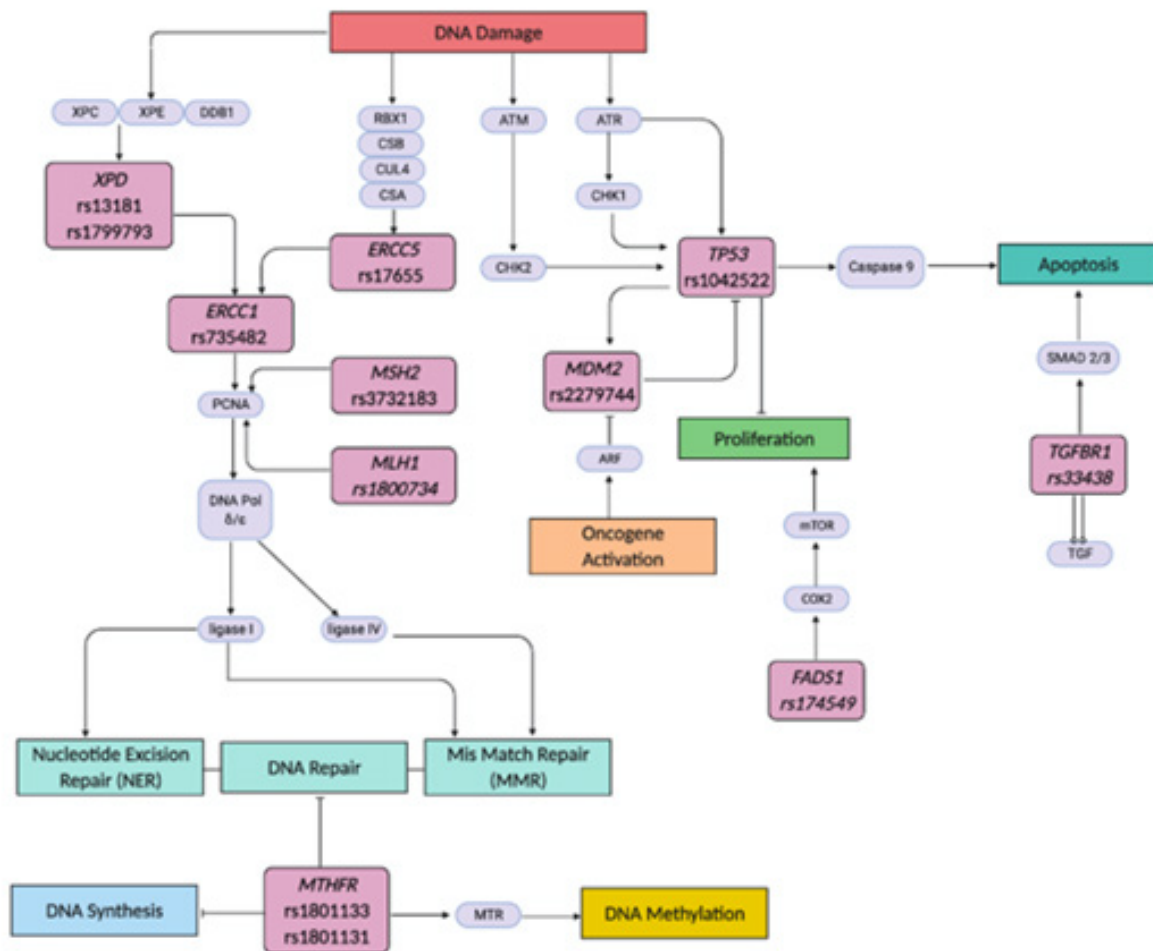 DNA Damage
XPC
XPE
DDB1
RBX1
CSB
CUL4
CSA
ATM
ATR
XPD
rs13181
rs1799793
CHK1
ERCC5
rs17655
CHK2
TP53
rs1042522
Caspase 9
Apoptosis
ERCC1
rs735482
MSH2
rs3732183
MDM2
rs2279744
SMAD 2/3
PCNA
Proliferation
ARF
MLH1
rs1800734
TGFBR1
rs33438
DNA Pol
δ/ε
Oncogene
Activation
mTOR
TGF
COX2
ligase I
ligase IV
FADS1
rs174549
Nucleotide Excision
Repair (NER)
DNA Repair
Mis Match Repair
(MMR)
MTHFR
rs1801133
rs1801131
DNA Synthesis
MTR
DNA Methylation